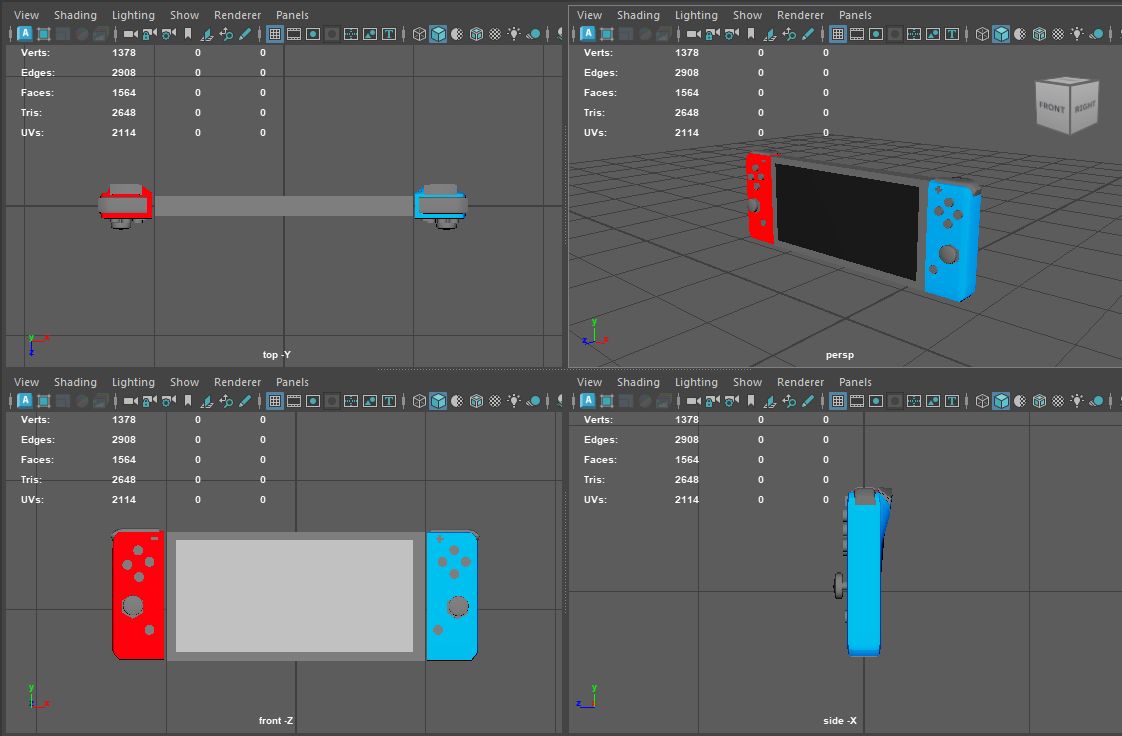 View Shading Lighting Show Renderer Panels
A T
Verts: 1378 0 0
Edges: 2908 0 0
Faces: 1564 0 0
Tris: 2648 0 0
UVs: 2114 0 0
y x
z
top -Y
View Shading Lighting Show Renderer Panels
A T
Verts: 1378 0 0
Edges: 2908 0 0
Faces: 1564 0 0
Tris: 2648 0 0
UVs: 2114 0 0
FRONT RIGHT
y
z x
persp
View Shading Lighting Show Renderer Panels
A T
Verts: 1378 0 0
Edges: 2908 0 0
Faces: 1564 0 0
Tris: 2648 0 0
UVs: 2114 0 0
y
z x
front -Z
View Shading Lighting Show Renderer Panels
A T
Verts: 1378 0 0
Edges: 2908 0 0
Faces: 1564 0 0
Tris: 2648 0 0
UVs: 2114 0 0
y
z
side -X